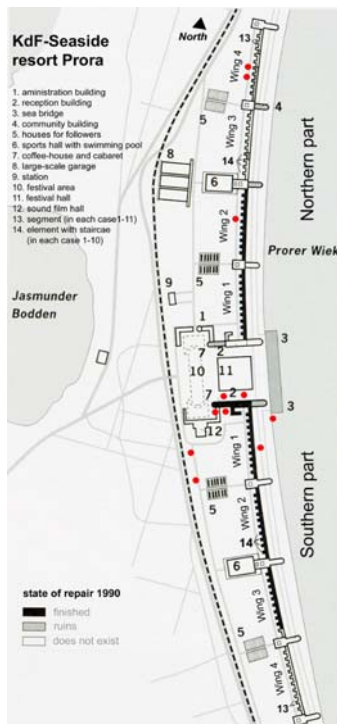 KdF-Seaside
resort Prora
North
1. aministration building
2. reception building
3. sea bridge
4. community building
5. houses for followers
6. sports hall with swimming pool
7. coffee-house and cabaret
8. large-scale garage
9. station
10. festival area
11. festival hall
12. sound film hall
13. segment (in each case1-11)
14. element with staircae
(in each case 1-10)
13
Wing 4
4
5
Wing 3
Northern part
14
8
6
Wing 2
Prorer Wiek
5
9
Wing 1
Jasmunder
Bodden
1
3
7
2
10
11
7
2
3
12
Wing 1
Southern part
5
Wing 2
14
6
Wing 3
state of repair 1990
finished
ruins
does not exist
5
Wing 4
13